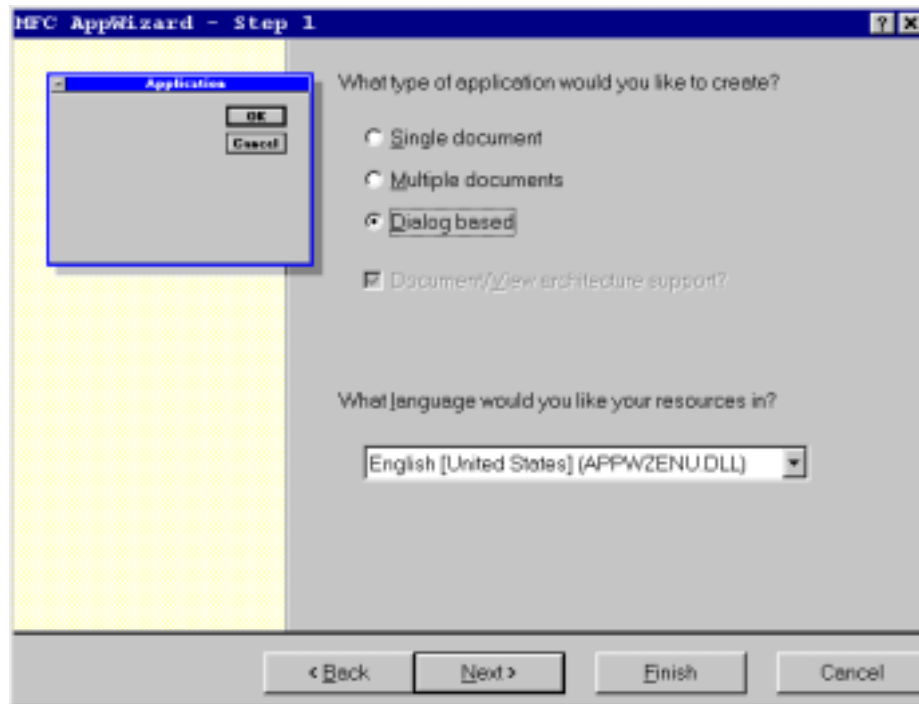 MFC AppWizard - Step 1
Application
OK
Cancel
What type of application would you like to create?
Single document
Multiple documents
Dialog based
Document/View architecture support?
What language would you like your resources in?
English [United States] (APPWZENU.DLL)
< Back
Next >
Finish
Cancel